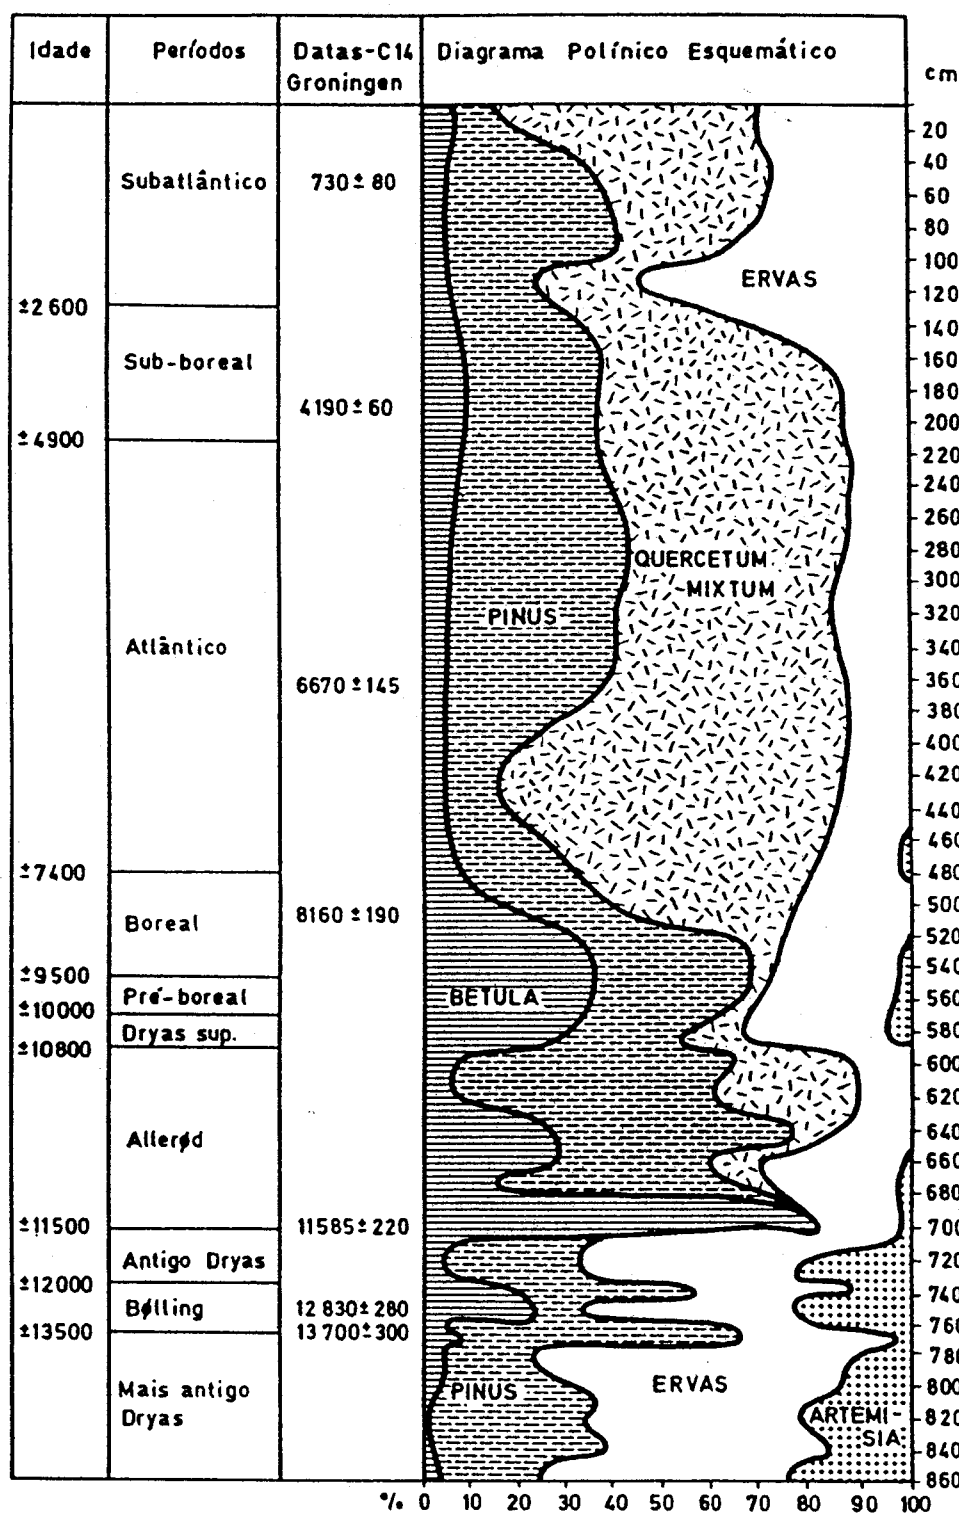 Idade
Períodos
Datas-C14
Groningen
Diagrama Polínico Esquemático
cm
Subatlântico
730 ± 80
±2600
Sub-boreal
4190 ± 60
±4900
Atlântico
6670 ± 145
±7400
Boreal
8160 ± 190
±9500
Pré-boreal
±10000
Dryas sup.
±10800
Allerød
±11500
11585 ± 220
Antigo Dryas
±12000
Bølling
12 830 ± 280
±13500
13 700 ± 300
Mais antigo
Dryas
ERVAS
QUERCETUM
MIXTUM
PINUS
BETULA
PINUS
ERVAS
ARTEMI-
SIA
20
40
60
80
100
120
140
160
180
200
220
240
260
280
300
320
340
360
380
400
420
440
460
480
500
520
540
560
580
600
620
640
660
680
700
720
740
760
780
800
820
840
860
% 0 10 20 30 40 50 60 70 80 90 100